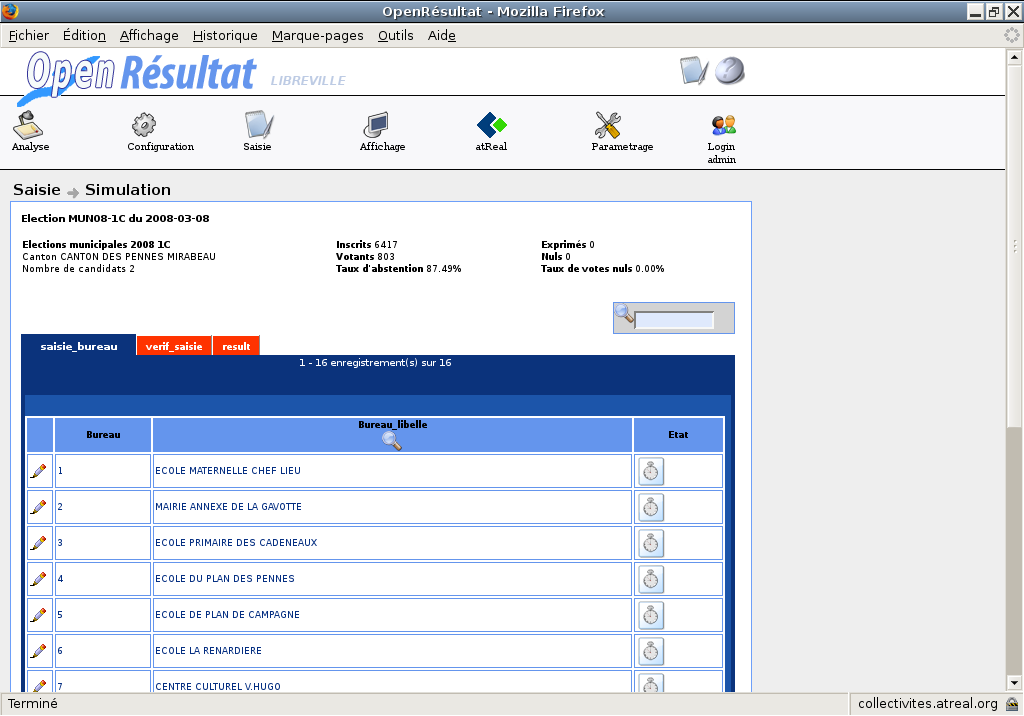 OpenRésultat - Mozilla Firefox
Fichier Édition Affichage Historique Marque-pages Outils Aide
Open Résultat LIBREVILLE
Analyse Configuration Saisie Affichage atReal Parametrage Login admin
Saisie Simulation
Election MUN08-1C du 2008-03-08
Elections municipales 2008 1C Inscrits 6417 Exprimés 0
Canton CANTON DES PENNES MIRABEAU Votants 803 Nuls 0
Nombre de candidats 2 Taux d'abstention 87.49% Taux de votes nuls 0.00%
saisie_bureau verif_saisie result
1 - 16 enregistrement(s) sur 16
Bureau Bureau_libelle Etat
1 ECOLE MATERNELLE CHEF LIEU
2 MAIRIE ANNEXE DE LA GAVOTTE
3 ECOLE PRIMAIRE DES CADENEAUX
4 ECOLE DU PLAN DES PENNES
5 ECOLE DE PLAN DE CAMPAGNE
6 ECOLE LA RENARDIERE
7 CENTRE CULTUREL V.HUGO
Terminé collectivites.atreal.org